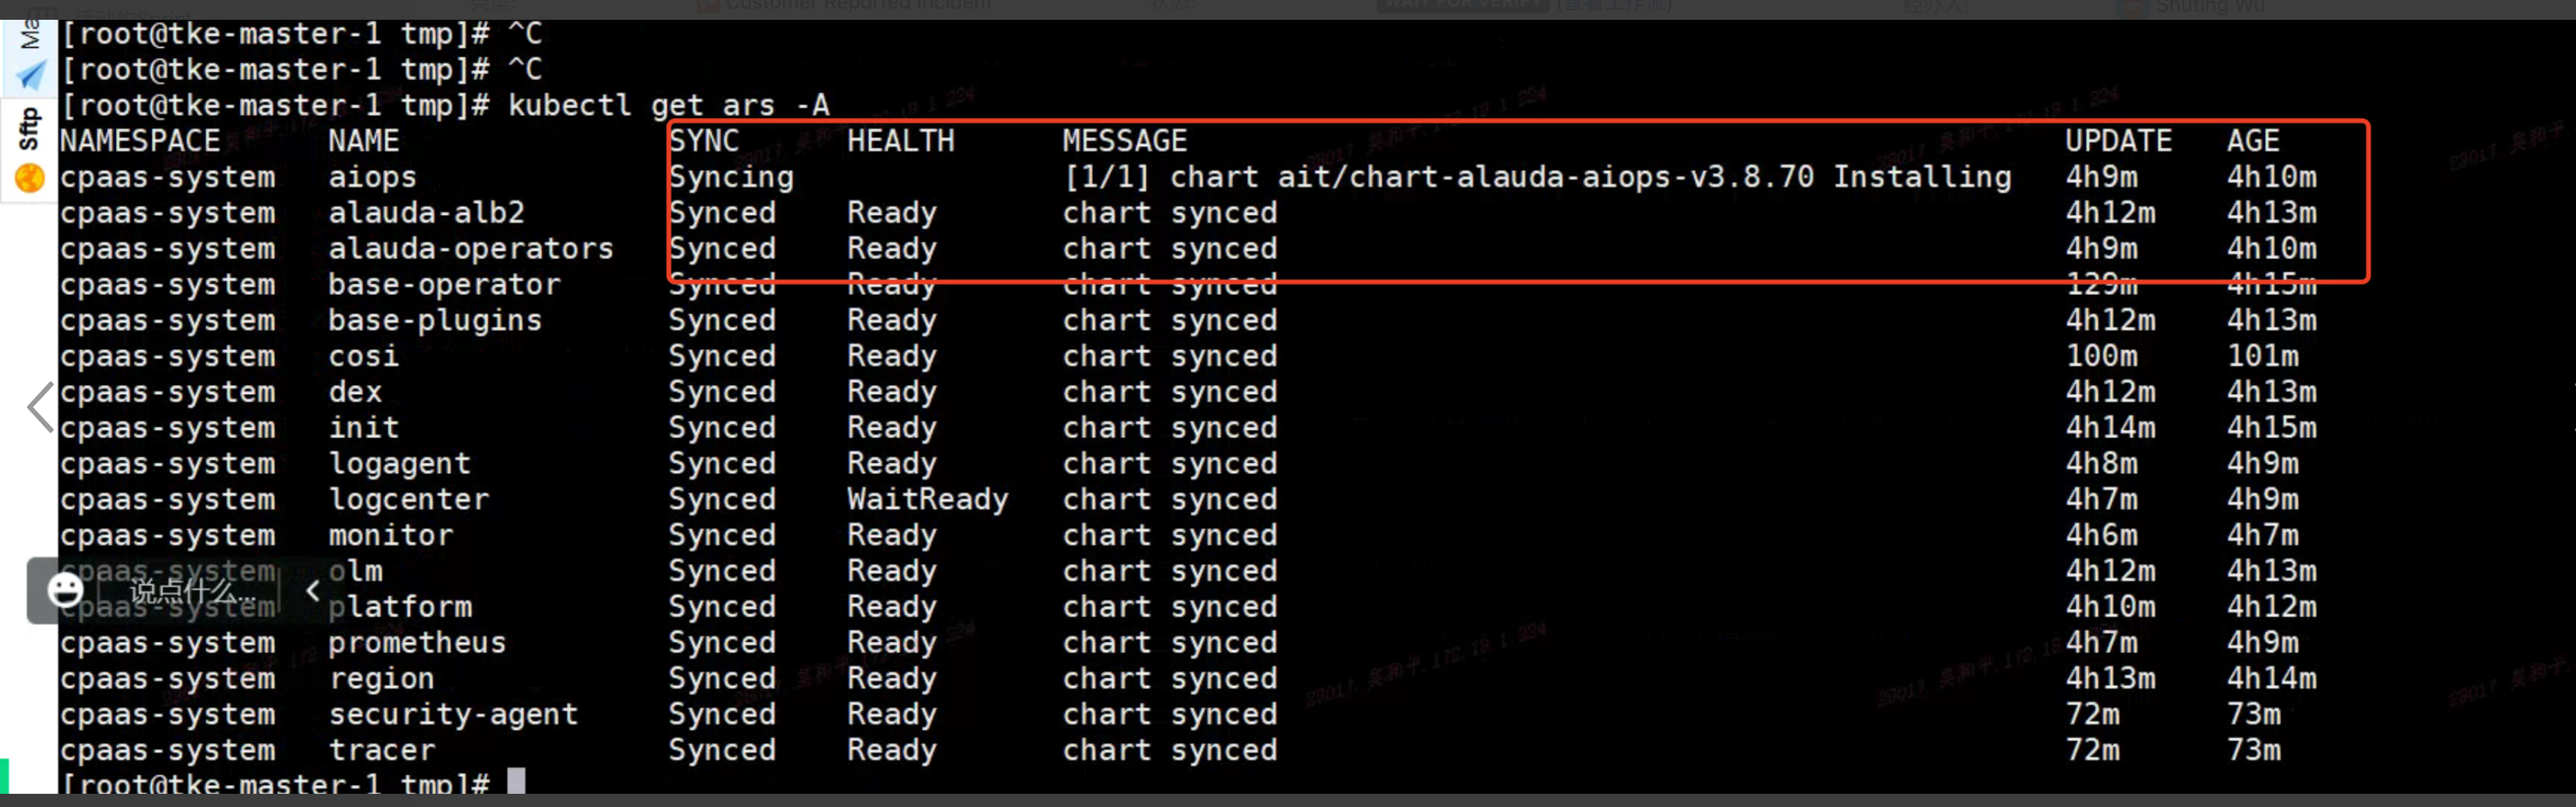 Customer Reported Incident
WAIT FOR VERIFY
Shuting Wu
[root@tke-master-1 tmp]# ^C
[root@tke-master-1 tmp]# ^C
[root@tke-master-1 tmp]# kubectl get ars -A
NAMESPACE NAME SYNC HEALTH MESSAGE UPDATE AGE
cpaas-system aiops Syncing [1/1] chart ait/chart-alauda-aiops-v3.8.70 Installing 4h9m 4h10m
cpaas-system alauda-alb2 Synced Ready chart synced 4h12m 4h13m
cpaas-system alauda-operators Synced Ready chart synced 4h9m 4h10m
cpaas-system base-operator Synced Ready chart synced 129m 4h15m
cpaas-system base-plugins Synced Ready chart synced 4h12m 4h13m
cpaas-system cosi Synced Ready chart synced 100m 101m
cpaas-system dex Synced Ready chart synced 4h12m 4h13m
cpaas-system init Synced Ready chart synced 4h14m 4h15m
cpaas-system logagent Synced Ready chart synced 4h8m 4h9m
cpaas-system logcenter Synced WaitReady chart synced 4h7m 4h9m
cpaas-system monitor Synced Ready chart synced 4h6m 4h7m
cpaas-system olm Synced Ready chart synced 4h12m 4h13m
cpaas-system platform Synced Ready chart synced 4h10m 4h12m
cpaas-system prometheus Synced Ready chart synced 4h7m 4h9m
cpaas-system region Synced Ready chart synced 4h13m 4h14m
cpaas-system security-agent Synced Ready chart synced 72m 73m
cpaas-system tracer Synced Ready chart synced 72m 73m
[root@tke-master-1 tmp]#
Sftp
说点什么...